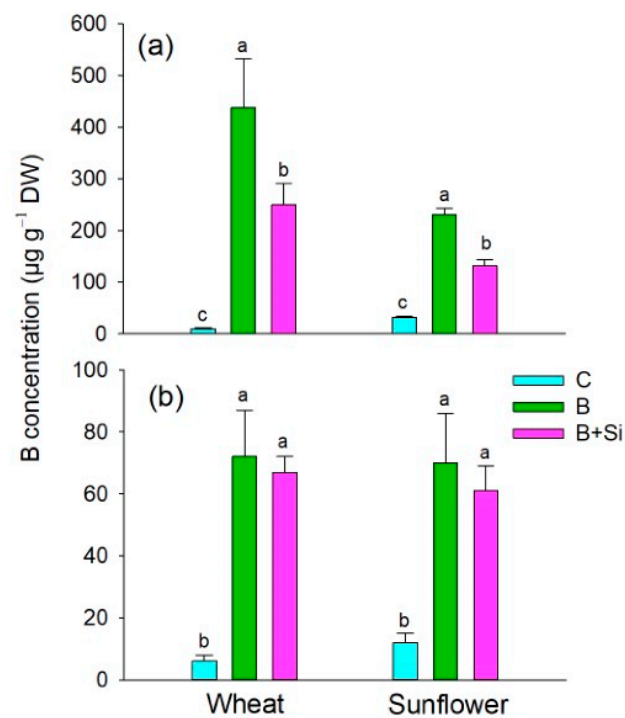 (a)
B concentration (µg g⁻¹ DW)
600
500
400
300
200
100
0
a
b
c
a
b
c
(b)
100
80
60
40
20
0
a
a
b
a
a
b
C
B
B+Si
Wheat Sunflower